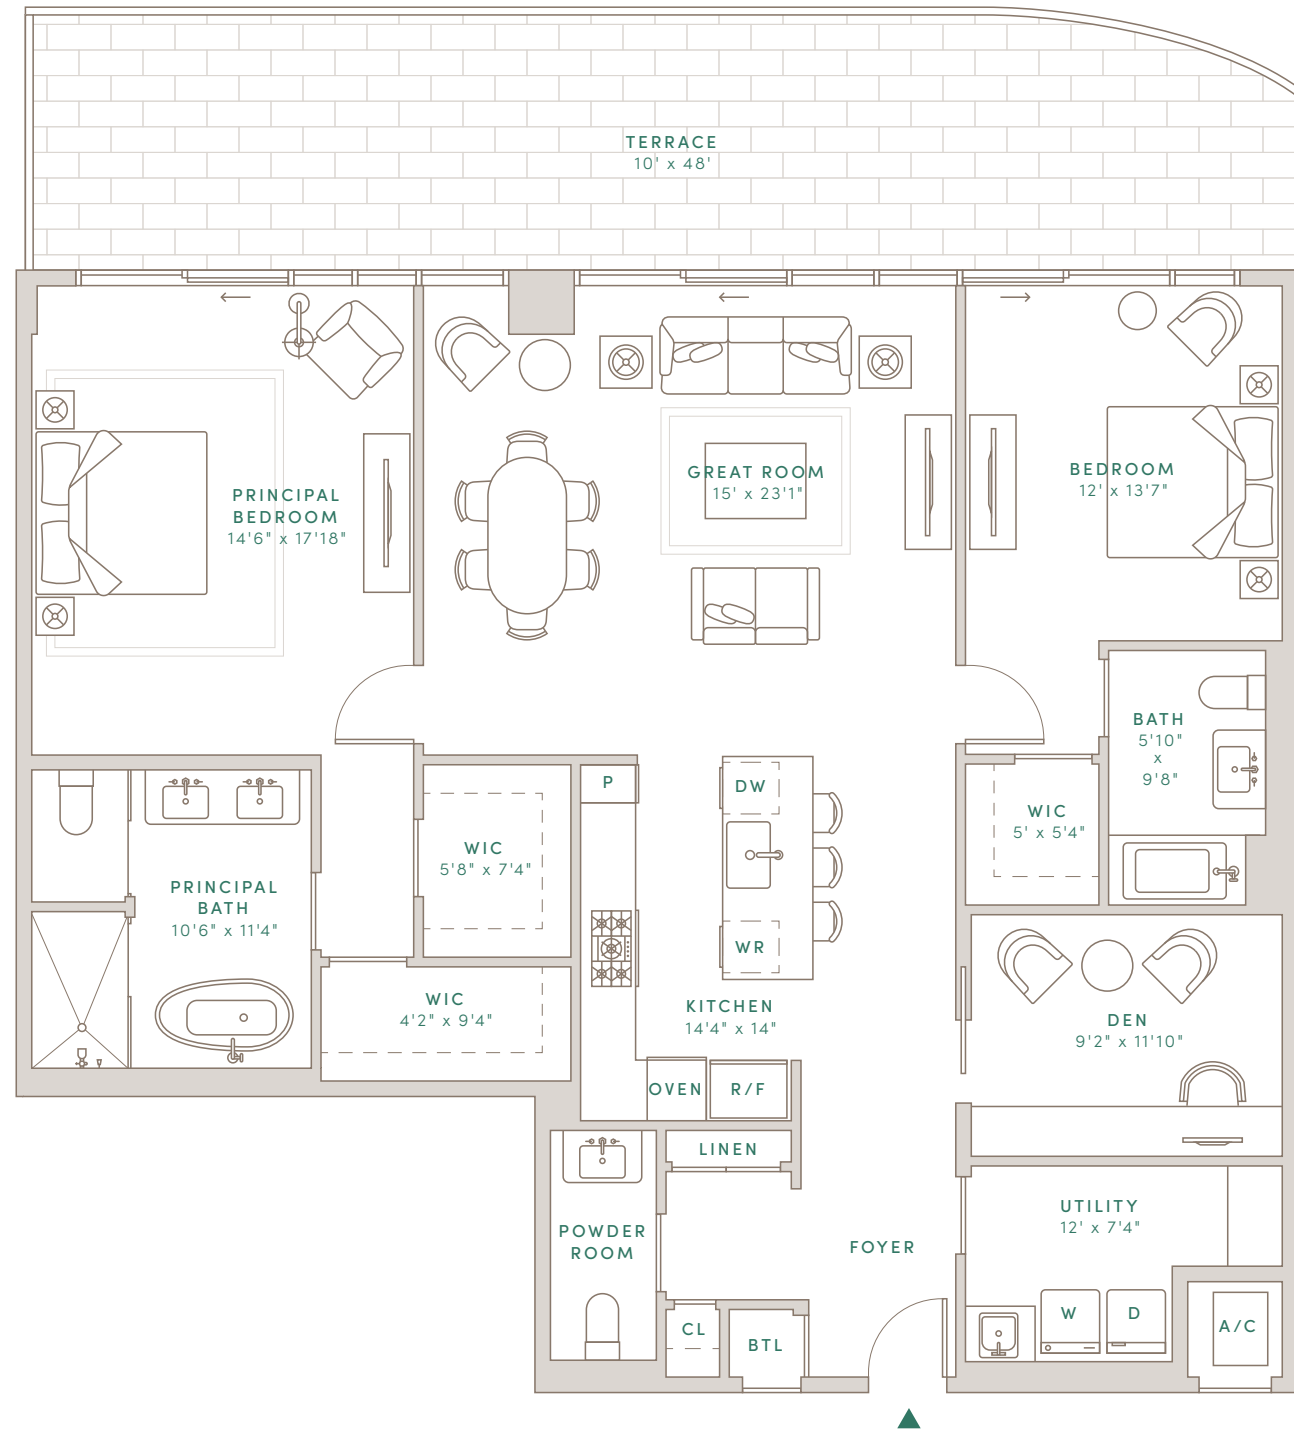 TERRACE
10' x 48'
PRINCIPAL
BEDROOM
14'6" x 17'18"
GREAT ROOM
15' x 23'1"
BEDROOM
12' x 13'7"
BATH
5'10"
x
9'8"
P
DW
WIC
5'8" x 7'4"
WIC
5' x 5'4"
PRINCIPAL
BATH
10'6" x 11'4"
WR
WIC
4'2" x 9'4"
KITCHEN
14'4" x 14"
DEN
9'2" x 11'10"
OVEN
R/F
LINEN
POWDER
ROOM
FOYER
UTILITY
12' x 7'4"
CL
BTL
W
D
A/C